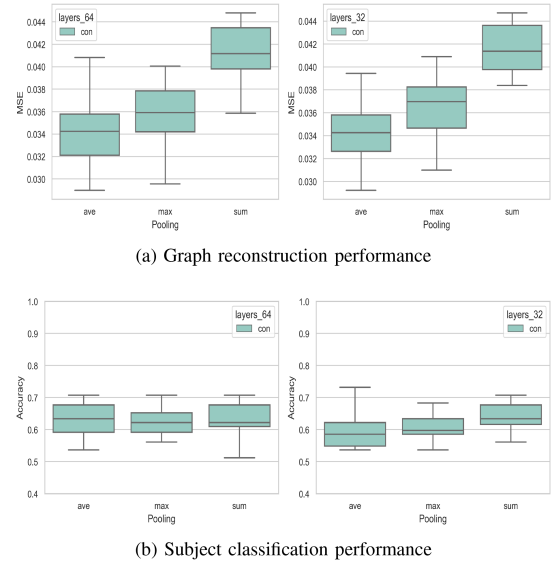 layers_64
con
0.044
0.042
0.040
0.038
0.036
0.034
0.032
0.030
MSE
ave max sum
Pooling
layers_32
con
0.044
0.042
0.040
0.038
0.036
0.034
0.032
0.030
MSE
ave max sum
Pooling
(a) Graph reconstruction performance
layers_64
con
1.0
0.9
0.8
0.7
0.6
0.5
0.4
Accuracy
ave max sum
Pooling
layers_32
con
1.0
0.9
0.8
0.7
0.6
0.5
0.4
Accuracy
ave max sum
Pooling
(b) Subject classification performance